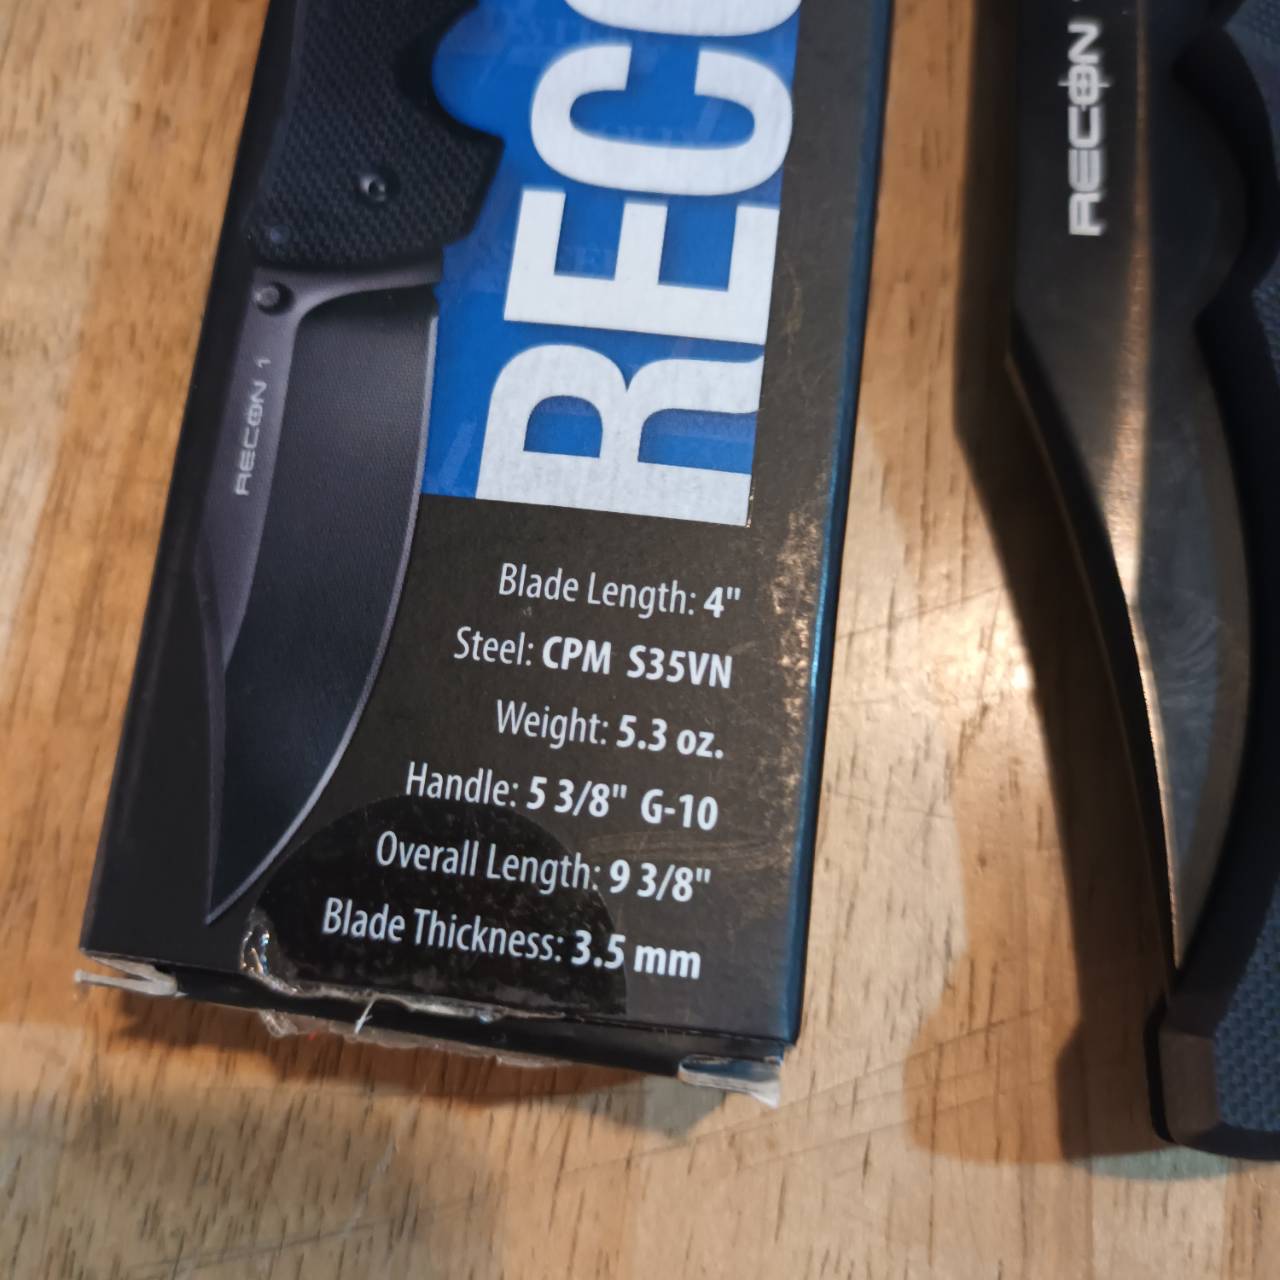 RECO
RECON 1
RECON
Blade Length: 4"
Steel: CPM S35VN
Weight: 5.3 oz.
Handle: 5 3/8" G-10
Overall Length: 9 3/8"
Blade Thickness: 3.5 mm